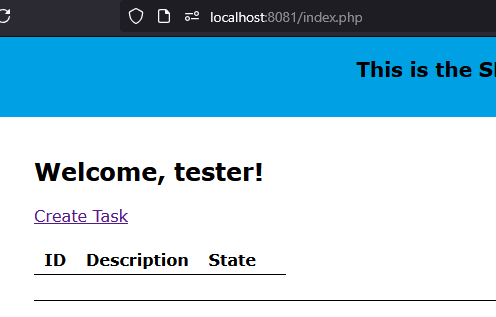 localhost:8081/index.php
This is the
Welcome, tester!
Create Task
ID Description State